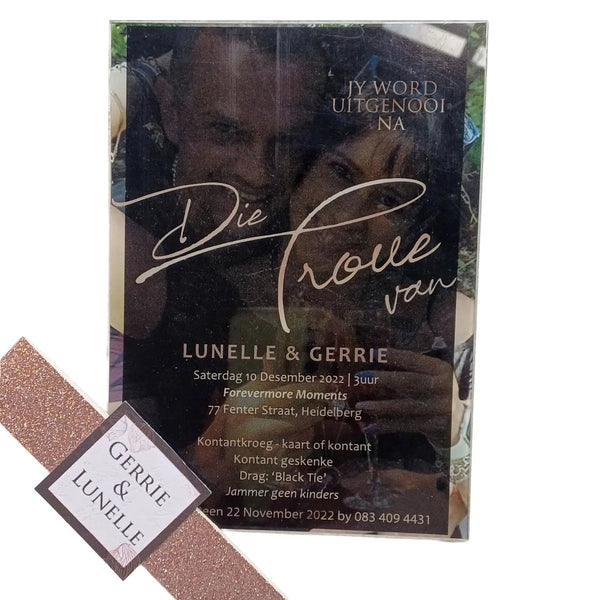 JY WORD
UITGENOOI
NA
Die
Troue
van
LUNELLE & GERRIE
Saterdag 10 Desember 2022 | 3uur
Forevermore Moments
77 Fenter Straat, Heidelberg
Kontantkroeg - kaart of kontant
Kontant geskenke
Drag: ‘Black Tie’
Jammer geen kinders
een 22 November 2022 by 083 409 4431
GERRIE
&
LUNELLE